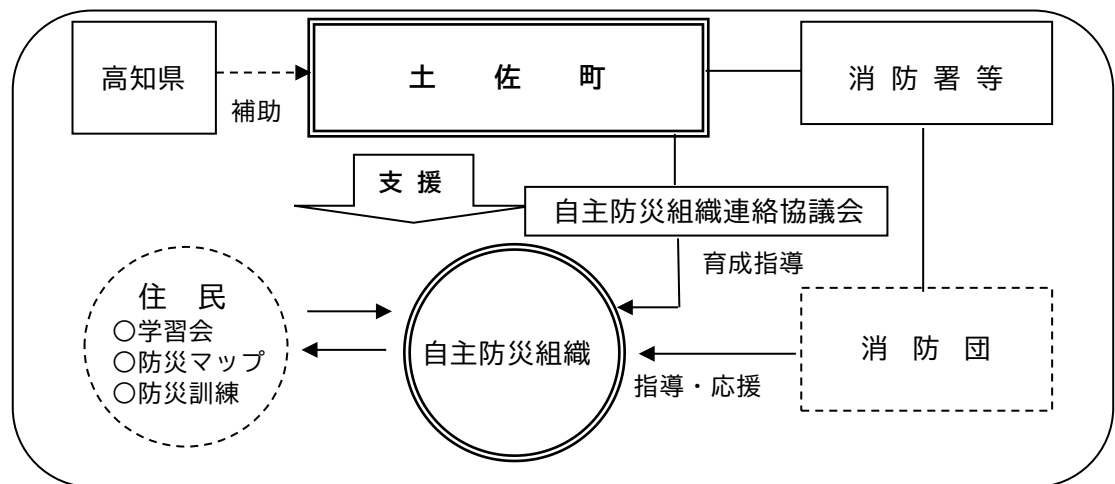 高知県
補助
土佐町
消防署等
支援
自主防災組織連絡協議会
育成指導
住民
○学習会
○防災マップ
○防災訓練
自主防災組織
指導・応援
消防団